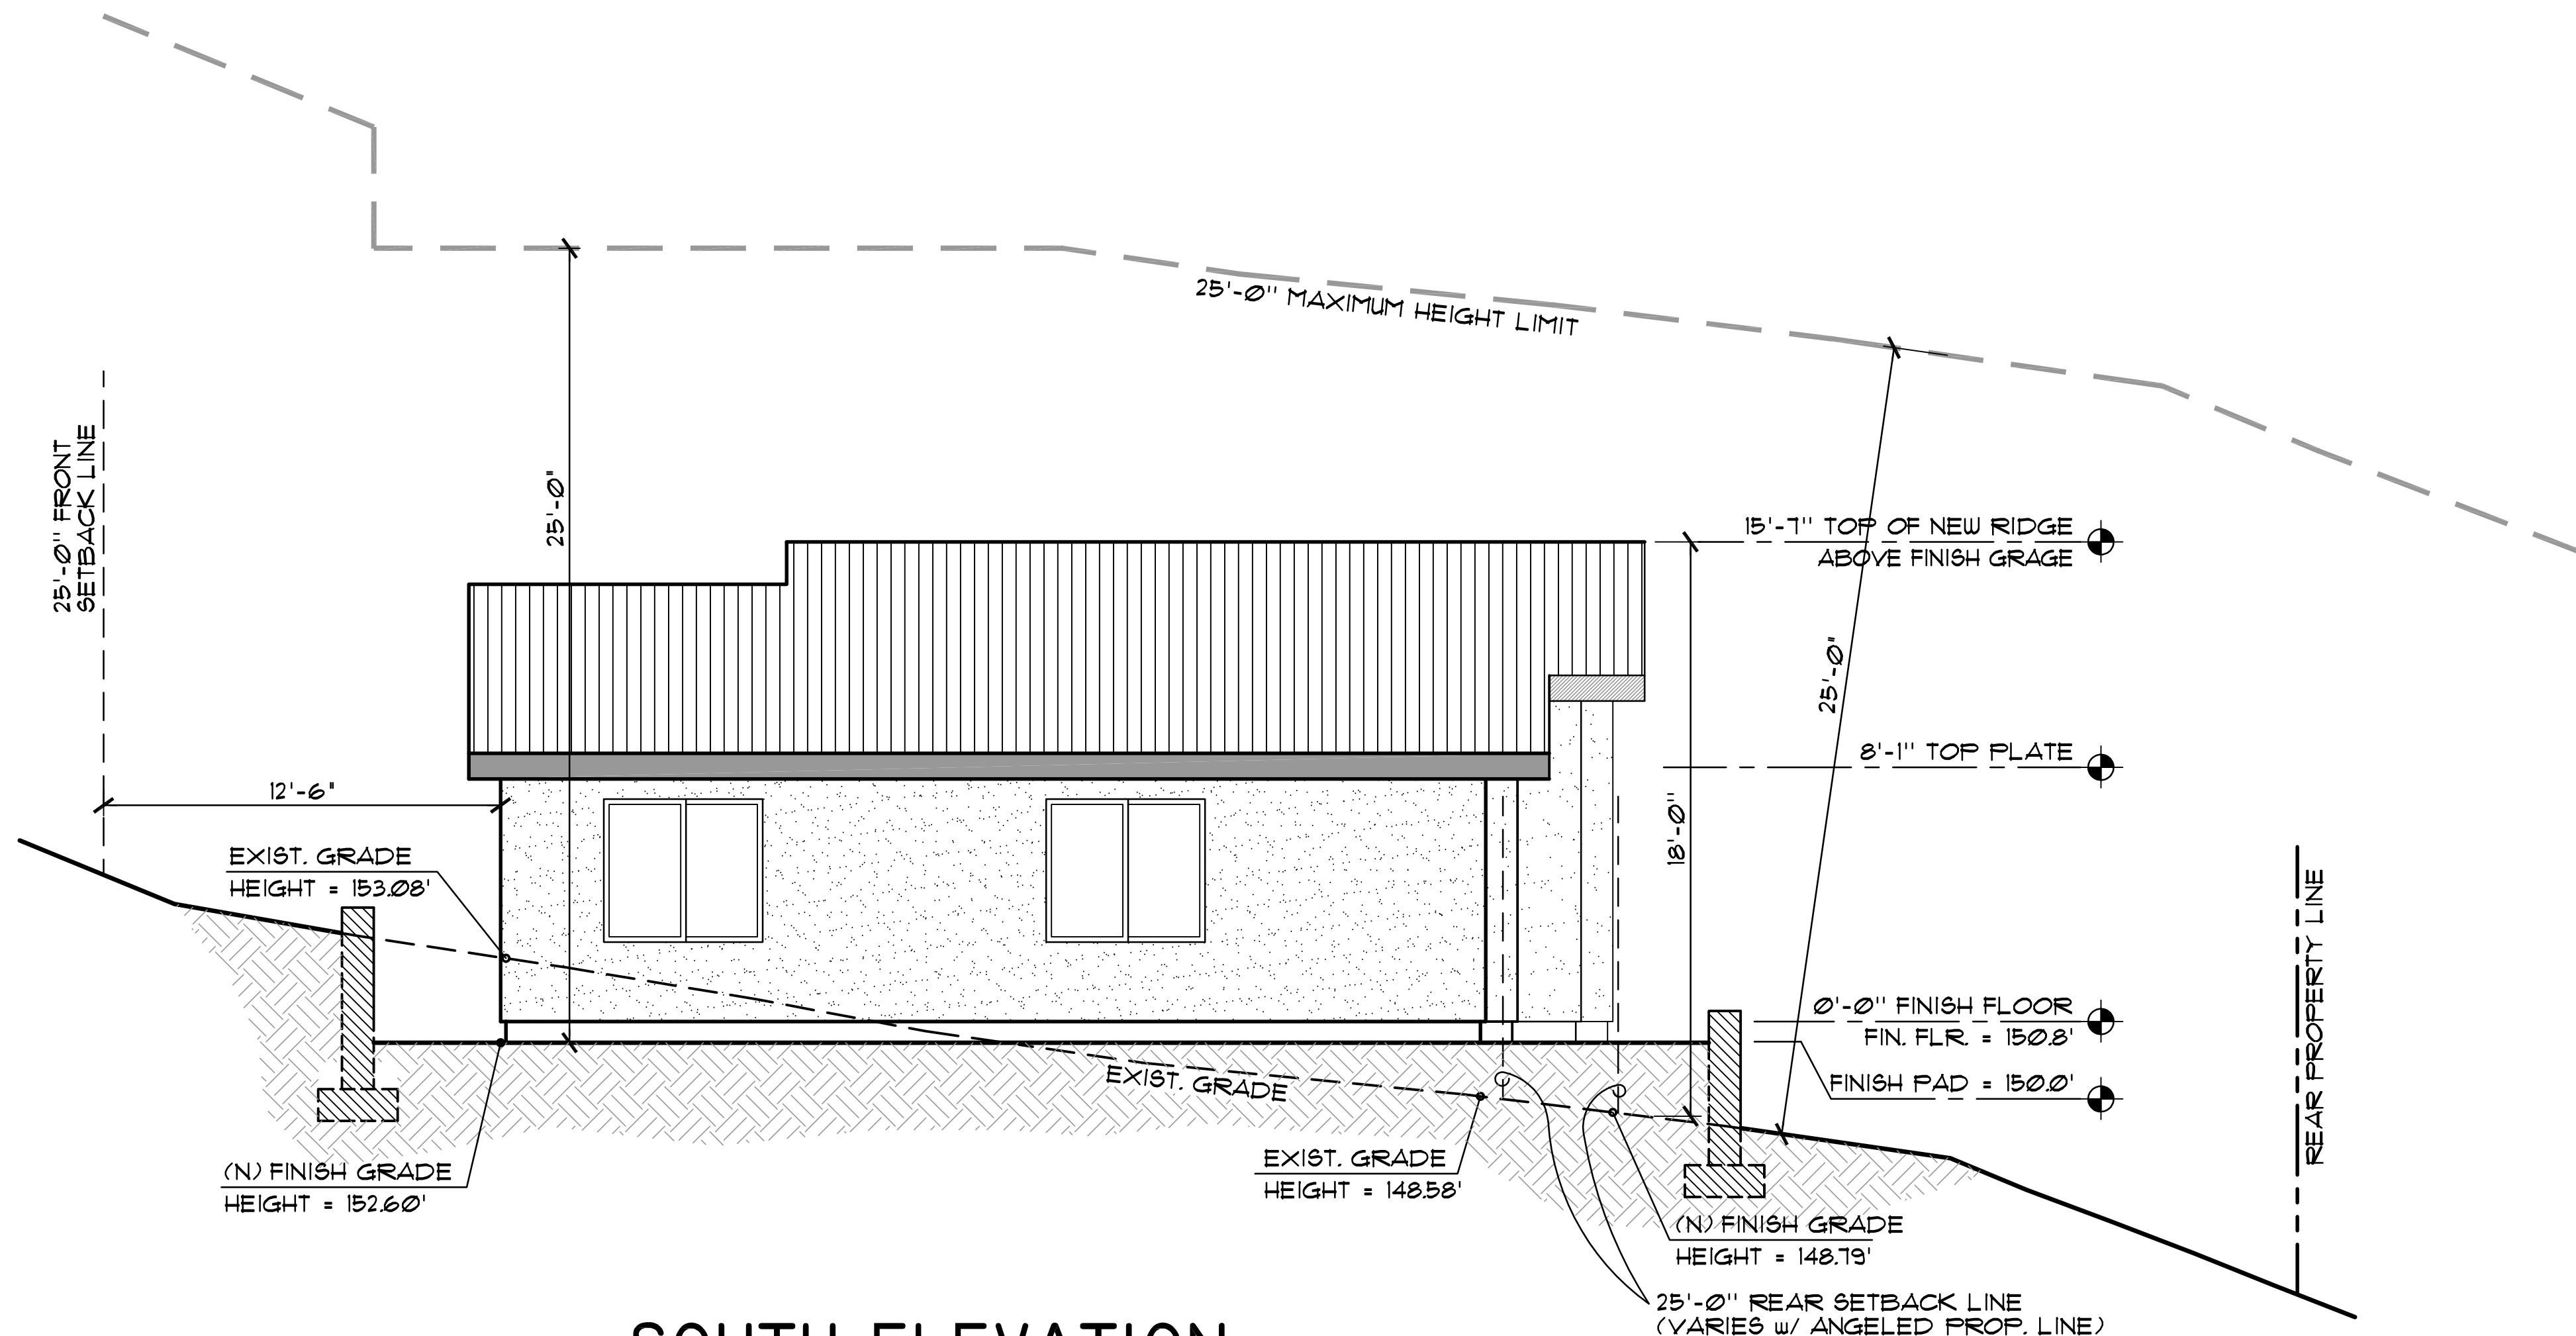 25'-0" MAXIMUM HEIGHT LIMIT
25'-0" FRONT
SETBACK LINE
25'-0"
15'-7" TOP OF NEW RIDGE
ABOVE FINISH GRAGE
25'-0"
8'-1" TOP PLATE
12'-6"
18'-0"
EXIST. GRADE
HEIGHT = 153.08'
REAR PROPERTY LINE
0'-0" FINISH FLOOR
FIN. FLR. = 150.8'
EXIST. GRADE
FINISH PAD = 150.0'
(N) FINISH GRADE
HEIGHT = 152.60'
EXIST. GRADE
HEIGHT = 148.58'
(N) FINISH GRADE
HEIGHT = 148.79'
25'-0" REAR SETBACK LINE
(VARIES w/ ANGELED PROP. LINE)
SOUTH ELEVATION